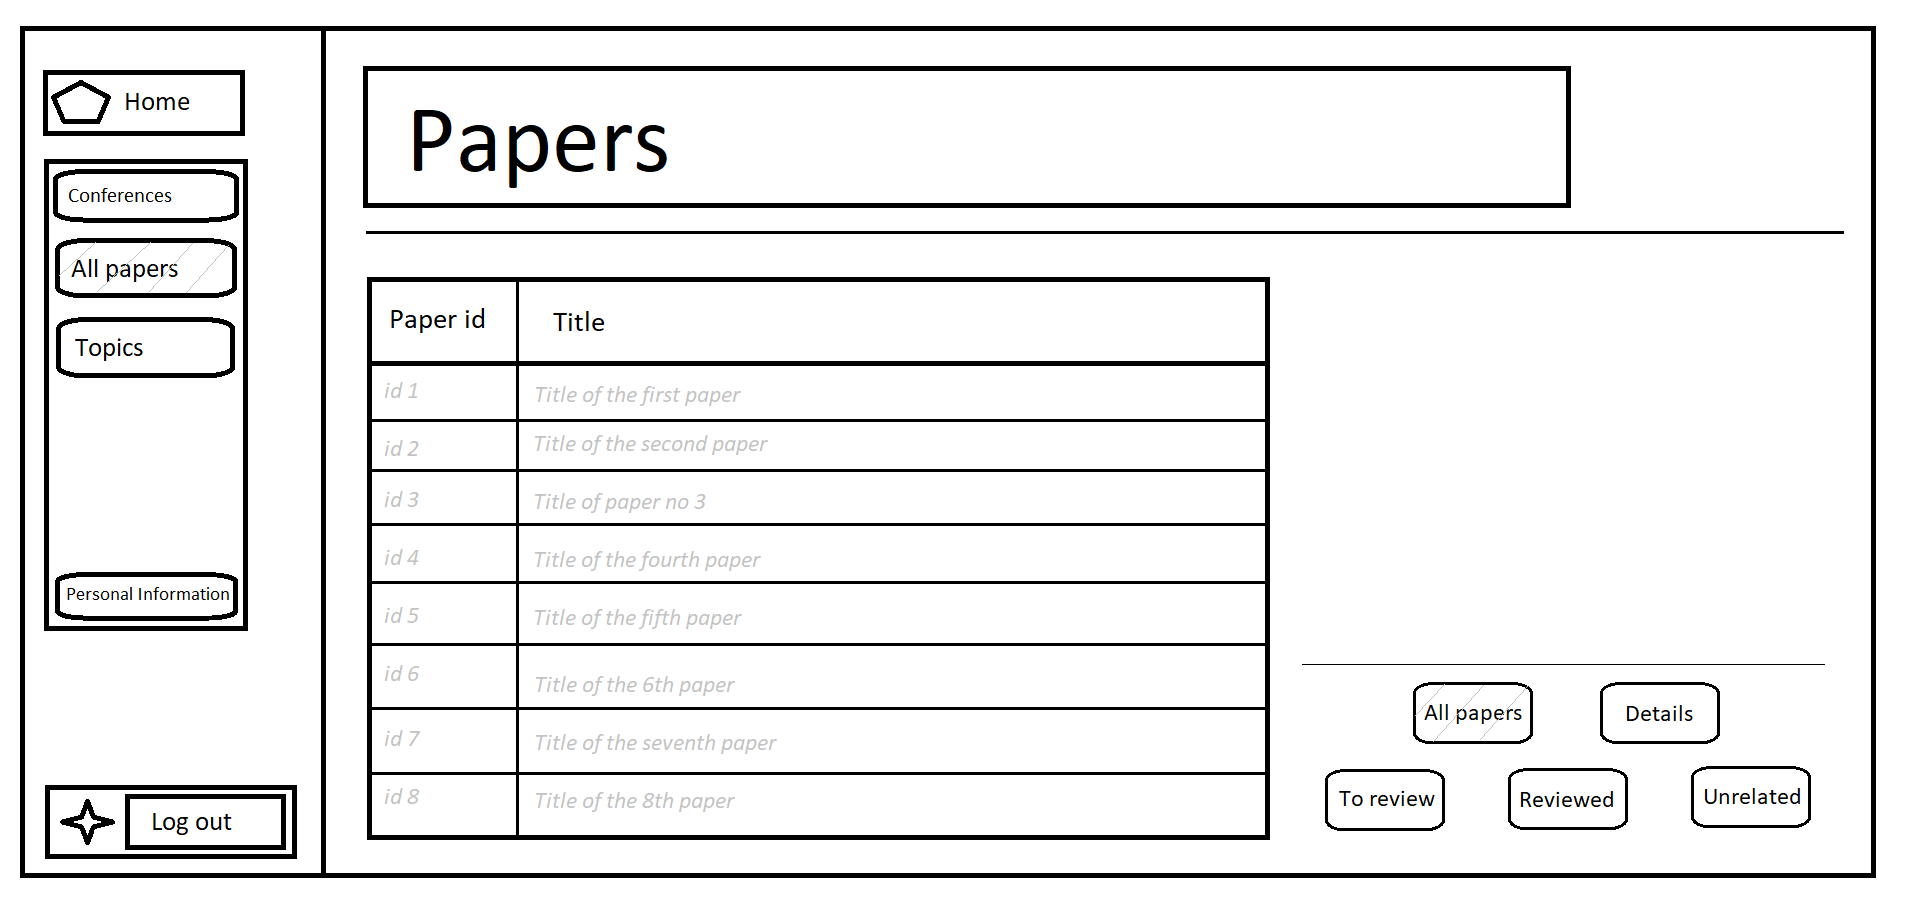 Home
Conferences
All papers
Topics
Personal Information
Log out
Papers
Paper id Title
id 1 Title of the first paper
id 2 Title of the second paper
id 3 Title of paper no 3
id 4 Title of the fourth paper
id 5 Title of the fifth paper
id 6 Title of the 6th paper
id 7 Title of the seventh paper
id 8 Title of the 8th paper
All papers Details
To review Reviewed Unrelated